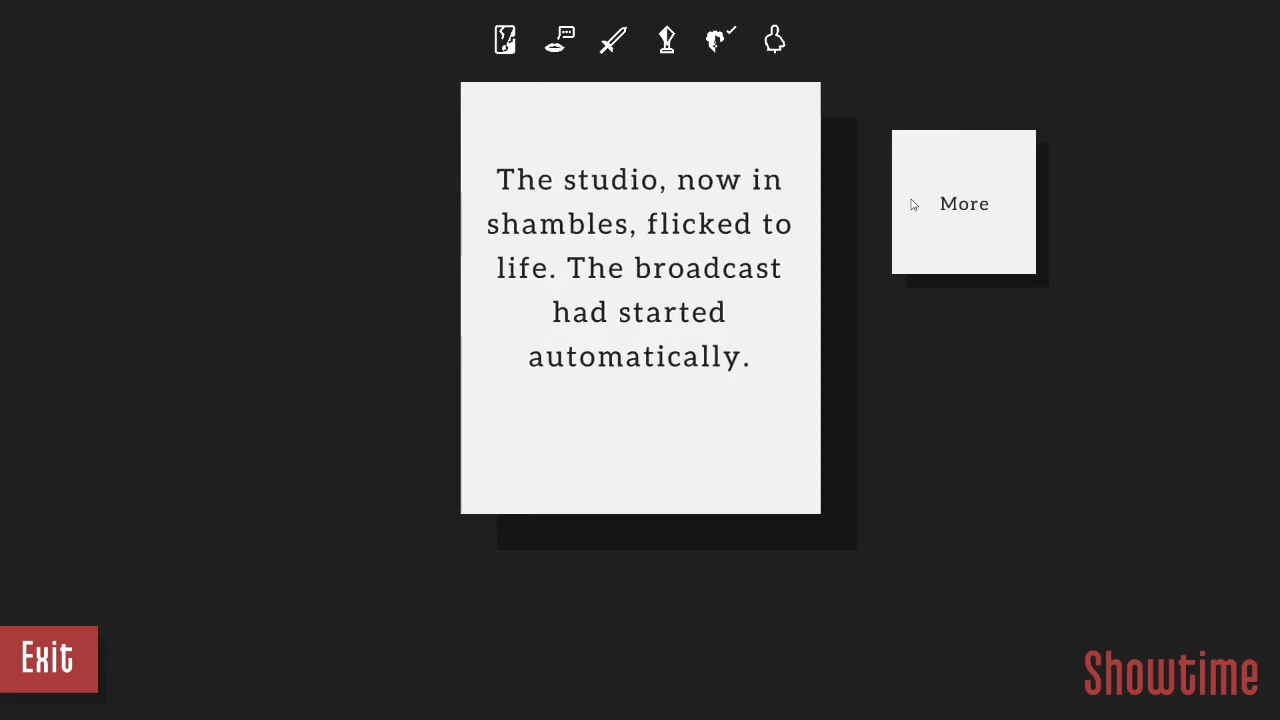 The studio, now in
shambles, flicked to
life. The broadcast
had started
automatically.
More
Exit
Showtime